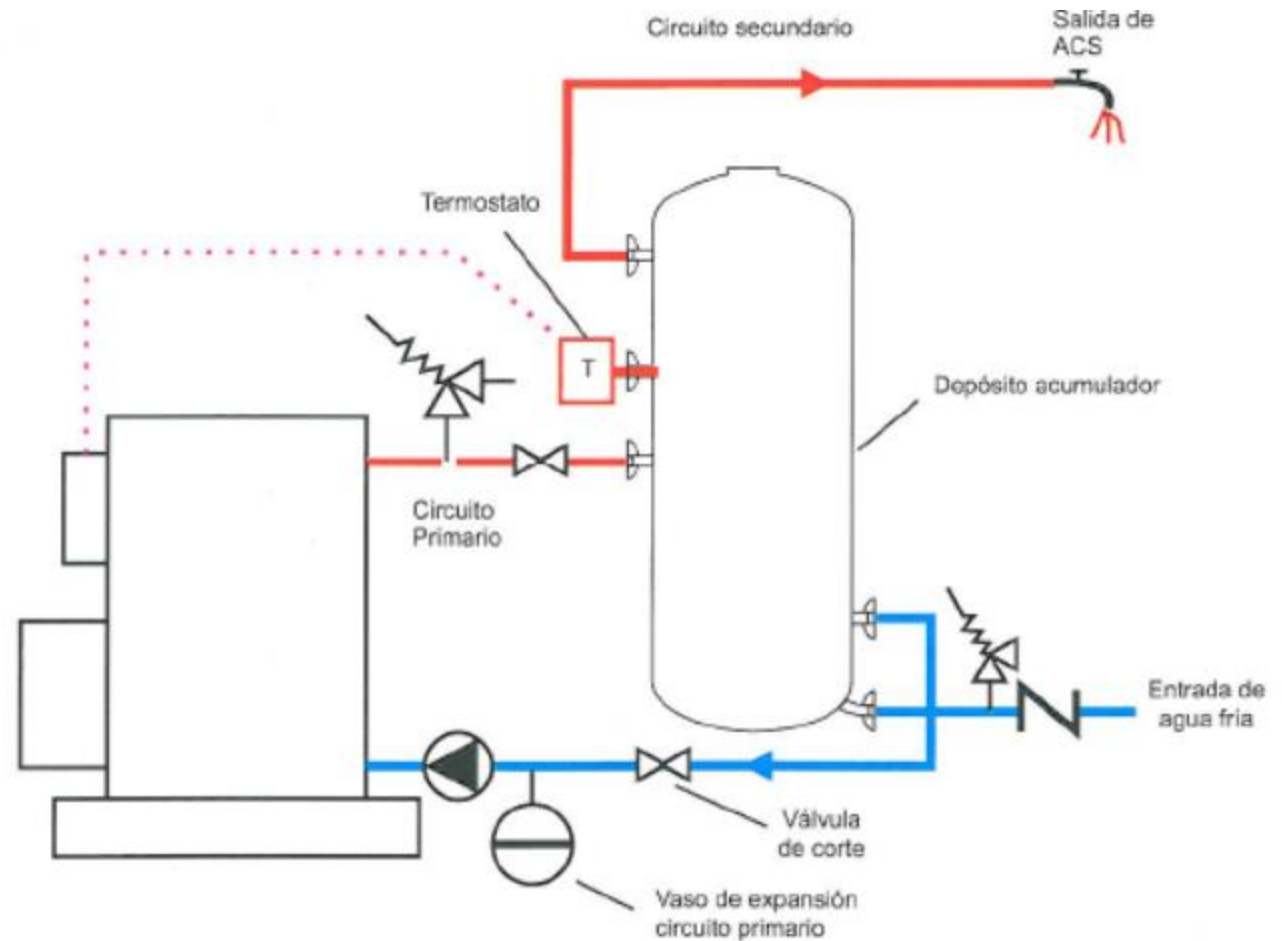 Circuito secundario
Salida de
ACS
Termostato
T
Depósito acumulador
Circuito
Primario
Entrada de
agua fria
Válvula
de corte
Vaso de expansión
circuito primario